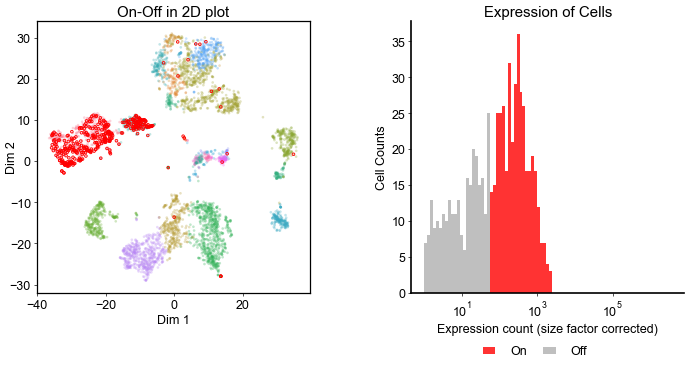 On-Off in 2D plot
Dim 2
30
20
10
0
−10
−20
−30
−40
−20
0
20
Dim 1
Expression of Cells
Cell Counts
35
30
25
20
15
10
5
0
10^1
10^3
10^5
Expression count (size factor corrected)
On
Off